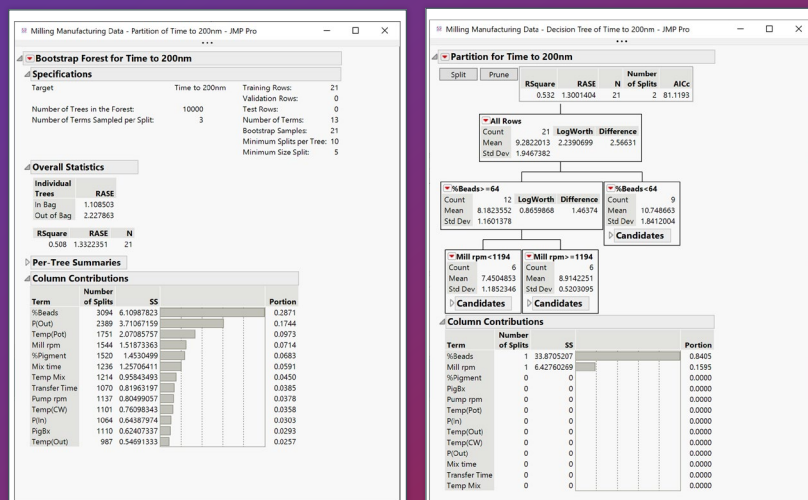 Milling Manufacturing Data - Partition of Time to 200nm - JMP Pro
Bootstrap Forest for Time to 200nm
Specifications
Target Time to 200nm Training Rows: 21
Validation Rows: 0
Number of Trees in the Forest: 10000 Test Rows: 0
Number of Terms Sampled per Split: 3 Number of Terms: 13
Bootstrap Samples: 21
Minimum Splits per Tree: 10
Minimum Size Split: 5
Overall Statistics
Individual
Trees RASE
In Bag 1.108503
Out of Bag 2.227863
RSquare RASE N
0.508 1.3322351 21
Per-Tree Summaries
Column Contributions
Number
Term of Splits SS Portion
%Beads 3094 6.10987823 0.2871
P(Out) 2389 3.71067159 0.1744
Temp(Pot) 1751 2.07085757 0.0973
Mill rpm 1544 1.51873363 0.0714
%Pigment 1520 1.4530499 0.0683
Mix time 1236 1.25706411 0.0591
Temp Mix 1214 0.95843493 0.0450
Transfer Time 1070 0.81963197 0.0385
Pump rpm 1137 0.80499057 0.0378
Temp(CW) 1101 0.76098343 0.0358
P(In) 1064 0.64387974 0.0303
PigBx 1110 0.62407337 0.0293
Temp(Out) 987 0.54691333 0.0257
Milling Manufacturing Data - Decision Tree of Time to 200nm - JMP Pro
Partition for Time to 200nm
Split Prune
Number
RSquare RASE N of Splits AICc
0.532 1.3001404 21 2 81.1193
All Rows
Count 21 LogWorth Difference
Mean 9.2822013 2.2390699 2.56631
Std Dev 1.9467382
%Beads>=64
Count 12 LogWorth Difference
Mean 8.1823552 0.8659868 1.46374
Std Dev 1.1601378
%Beads<64
Count 9
Mean 10.748663
Std Dev 1.8412004
Candidates
Mill rpm<1194
Count 6
Mean 7.4504853
Std Dev 1.1852346
Candidates
Mill rpm>=1194
Count 6
Mean 8.9142251
Std Dev 0.5203095
Candidates
Column Contributions
Number
Term of Splits SS Portion
%Beads 1 33.8705207 0.8405
Mill rpm 1 6.42760269 0.1595
%Pigment 0 0 0.0000
PigBx 0 0 0.0000
Pump rpm 0 0 0.0000
Temp(Pot) 0 0 0.0000
P(In) 0 0 0.0000
Temp(Out) 0 0 0.0000
Temp(CW) 0 0 0.0000
P(Out) 0 0 0.0000
Mix time 0 0 0.0000
Transfer Time 0 0 0.0000
Temp Mix 0 0 0.0000